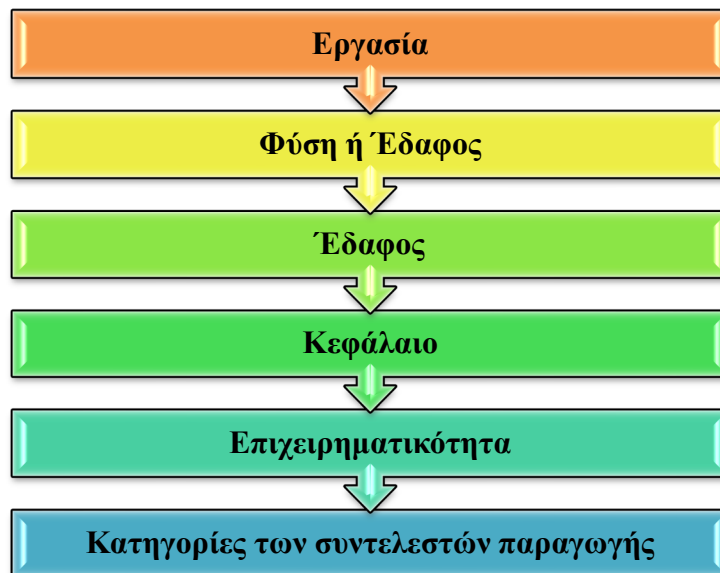 Εργασία
Φύση ή Έδαφος
Έδαφος
Κεφάλαιο
Επιχειρηματικότητα
Κατηγορίες των συντελεστών παραγωγής